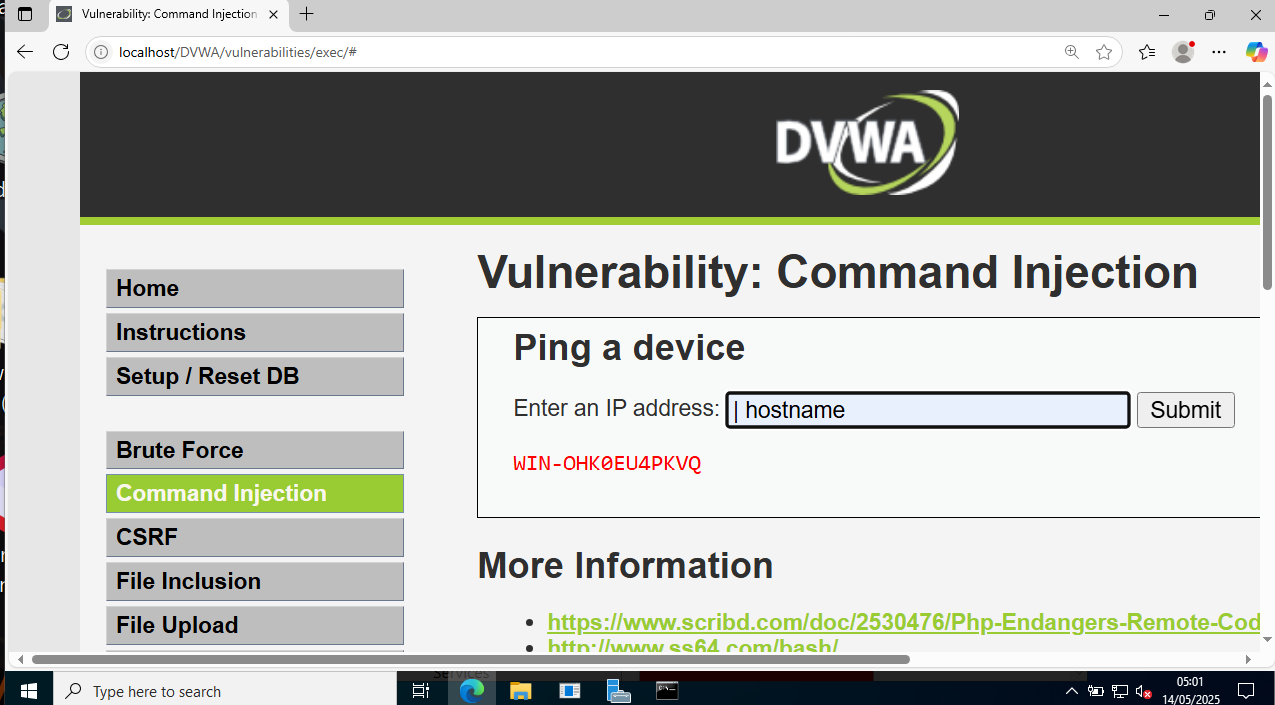 Vulnerability: Command Injection
localhost/DVWA/vulnerabilities/exec/#
DVWA
Home
Instructions
Setup / Reset DB
Brute Force
Command Injection
CSRF
File Inclusion
File Upload
Vulnerability: Command Injection
Ping a device
Enter an IP address: | hostname Submit
WIN-OHK0EU4PKVQ
More Information
https://www.scribd.com/doc/2530476/Php-Endangers-Remote-Cod
http://www.ss64.com/bash/
Services
Type here to search
05:01
14/05/2025